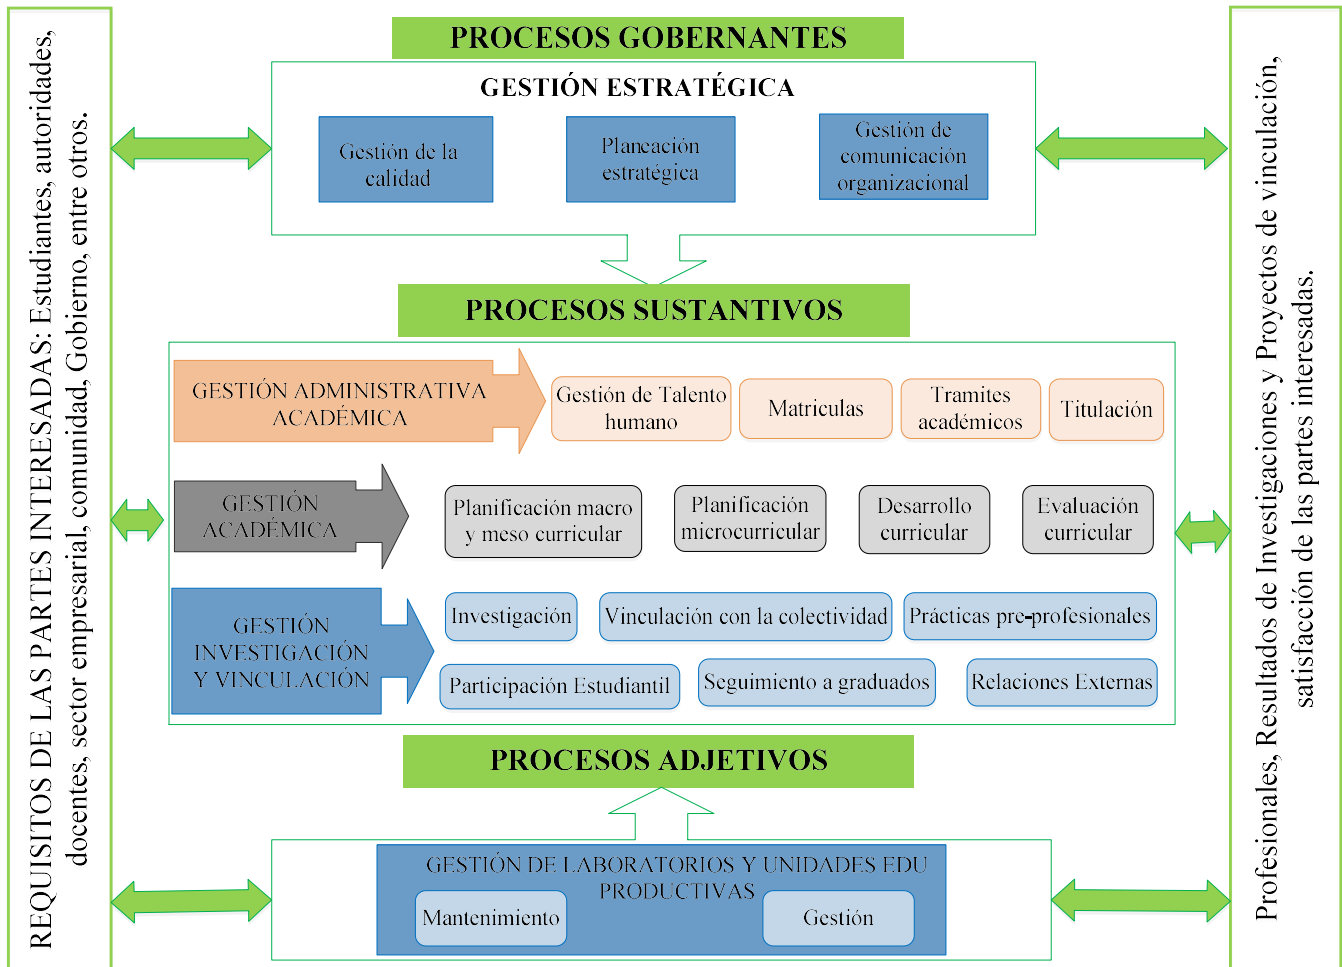 REQUISITOS DE LAS PARTES INTERESADAS: Estudiantes, autoridades,
docentes, sector empresarial, comunidad, Gobierno, entre otros.
PROCESOS GOBERNANTES
GESTIÓN ESTRATÉGICA
Gestión de la
calidad
Planeación
estratégica
Gestión de
comunicación
organizacional
PROCESOS SUSTANTIVOS
GESTIÓN ADMINISTRATIVA
ACADÉMICA
Gestión de Talento
humano
Matriculas
Tramites
académicos
Titulación
GESTIÓN
ACADÉMICA
Planificación macro
y meso curricular
Planificación
microcurricular
Desarrollo
curricular
Evaluación
curricular
GESTIÓN
INVESTIGACIÓN
Y VINCULACIÓN
Investigación
Vinculación con la colectividad
Prácticas pre-profesionales
Participación Estudiantil
Seguimiento a graduados
Relaciones Externas
PROCESOS ADJETIVOS
GESTIÓN DE LABORATORIOS Y UNIDADES EDU
PRODUCTIVAS
Mantenimiento
Gestión
Profesionales, Resultados de Investigaciones y Proyectos de vinculación,
satisfacción de las partes interesadas.